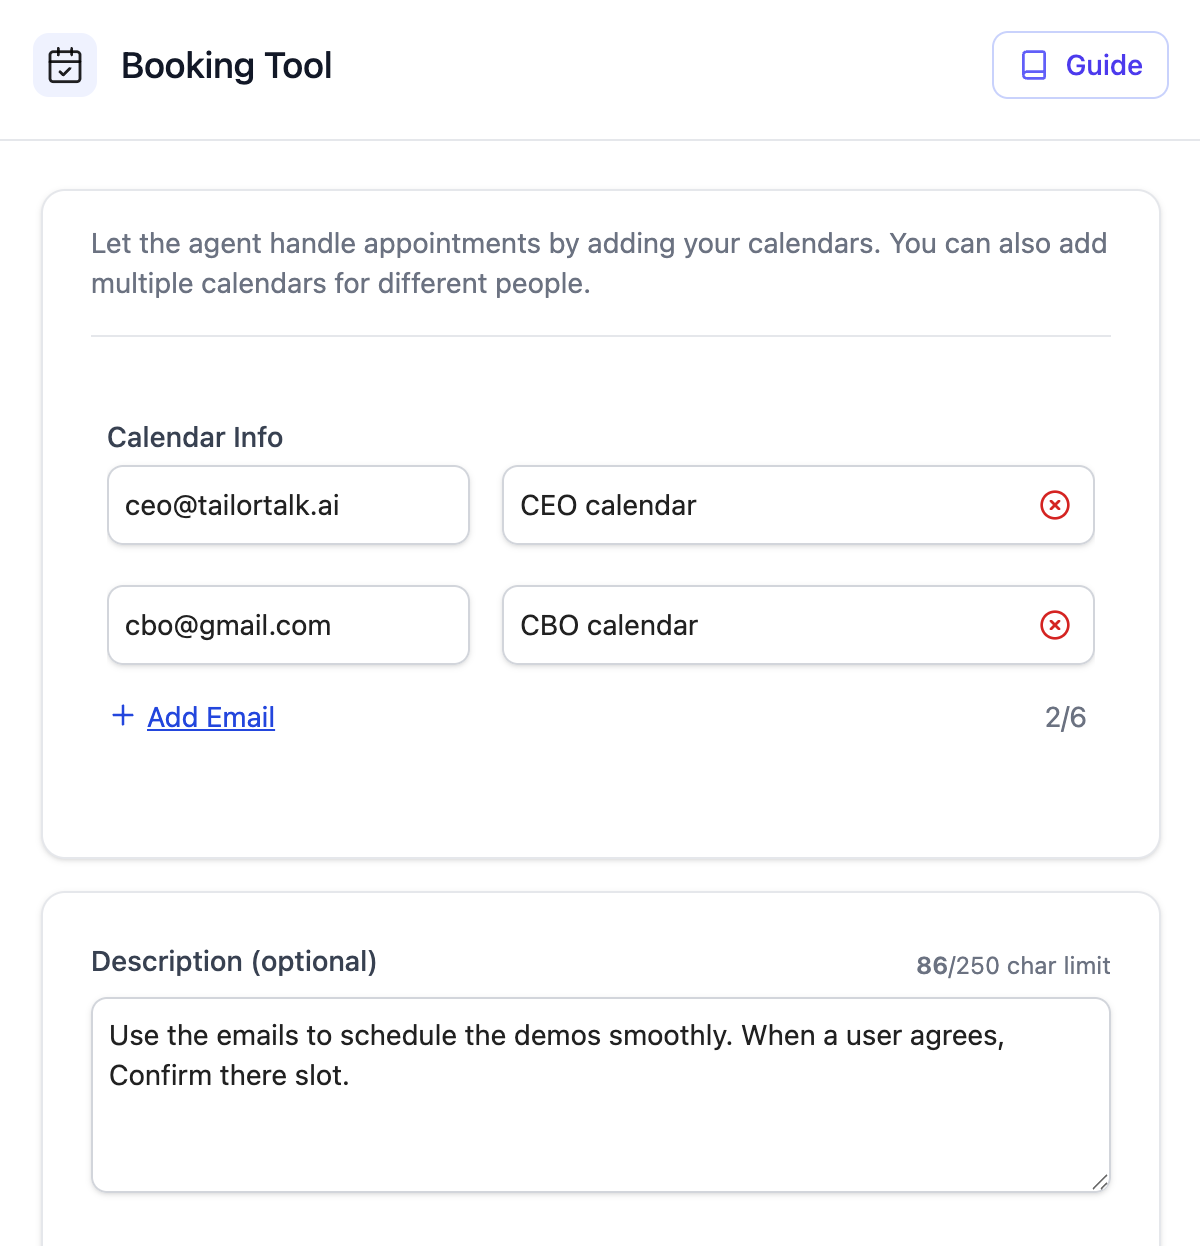 Booking Tool
Guide
Let the agent handle appointments by adding your calendars. You can also add
multiple calendars for different people.
Calendar Info
ceo@tailortalk.ai
CEO calendar
cbo@gmail.com
CBO calendar
+ Add Email
2/6
Description (optional)
86/250 char limit
Use the emails to schedule the demos smoothly. When a user agrees,
Confirm there slot.